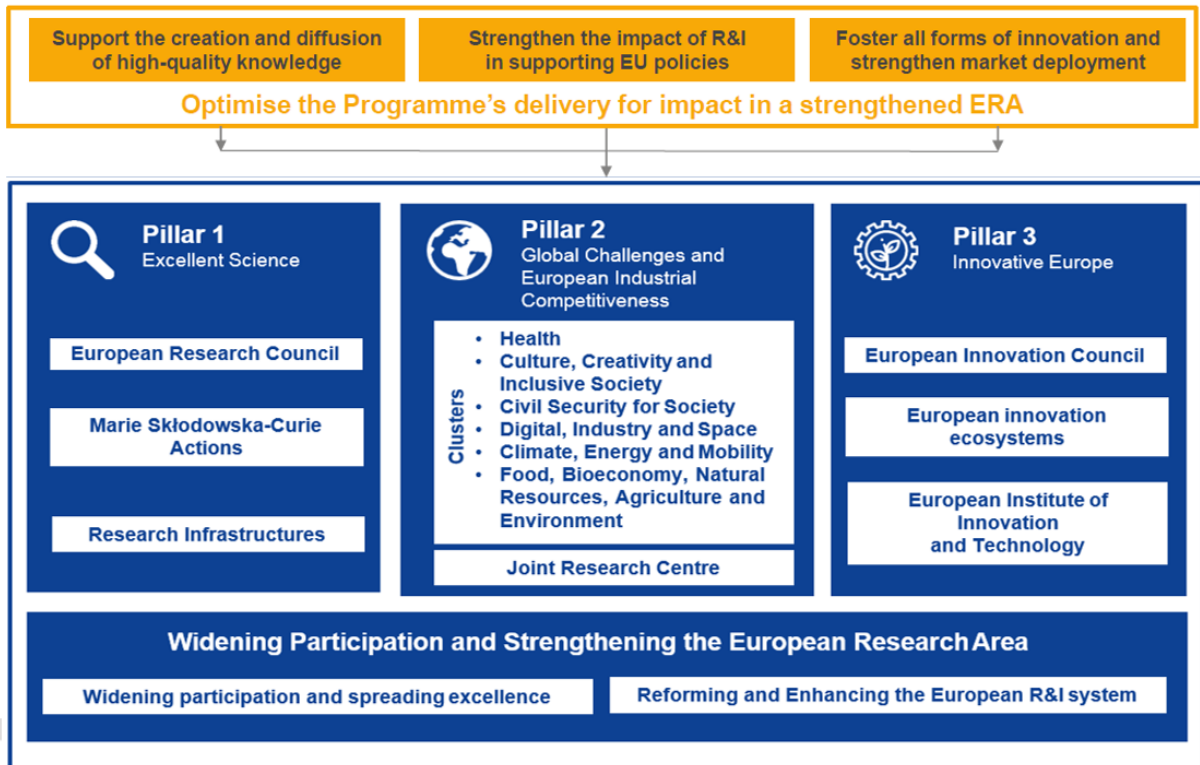 Support the creation and diffusion
of high-quality knowledge
Strengthen the impact of R&I
in supporting EU policies
Foster all forms of innovation and
strengthen market deployment
Optimise the Programme's delivery for impact in a strengthened ERA
Pillar 1
Excellent Science
European Research Council
Marie Skłodowska-Curie
Actions
Research Infrastructures
Pillar 2
Global Challenges and
European Industrial
Competitiveness
Clusters
• Health
• Culture, Creativity and
Inclusive Society
• Civil Security for Society
• Digital, Industry and Space
• Climate, Energy and Mobility
• Food, Bioeconomy, Natural
Resources, Agriculture and
Environment
Joint Research Centre
Pillar 3
Innovative Europe
European Innovation Council
European innovation
ecosystems
European Institute of
Innovation
and Technology
Widening Participation and Strengthening the European Research Area
Widening participation and spreading excellence
Reforming and Enhancing the European R&I system